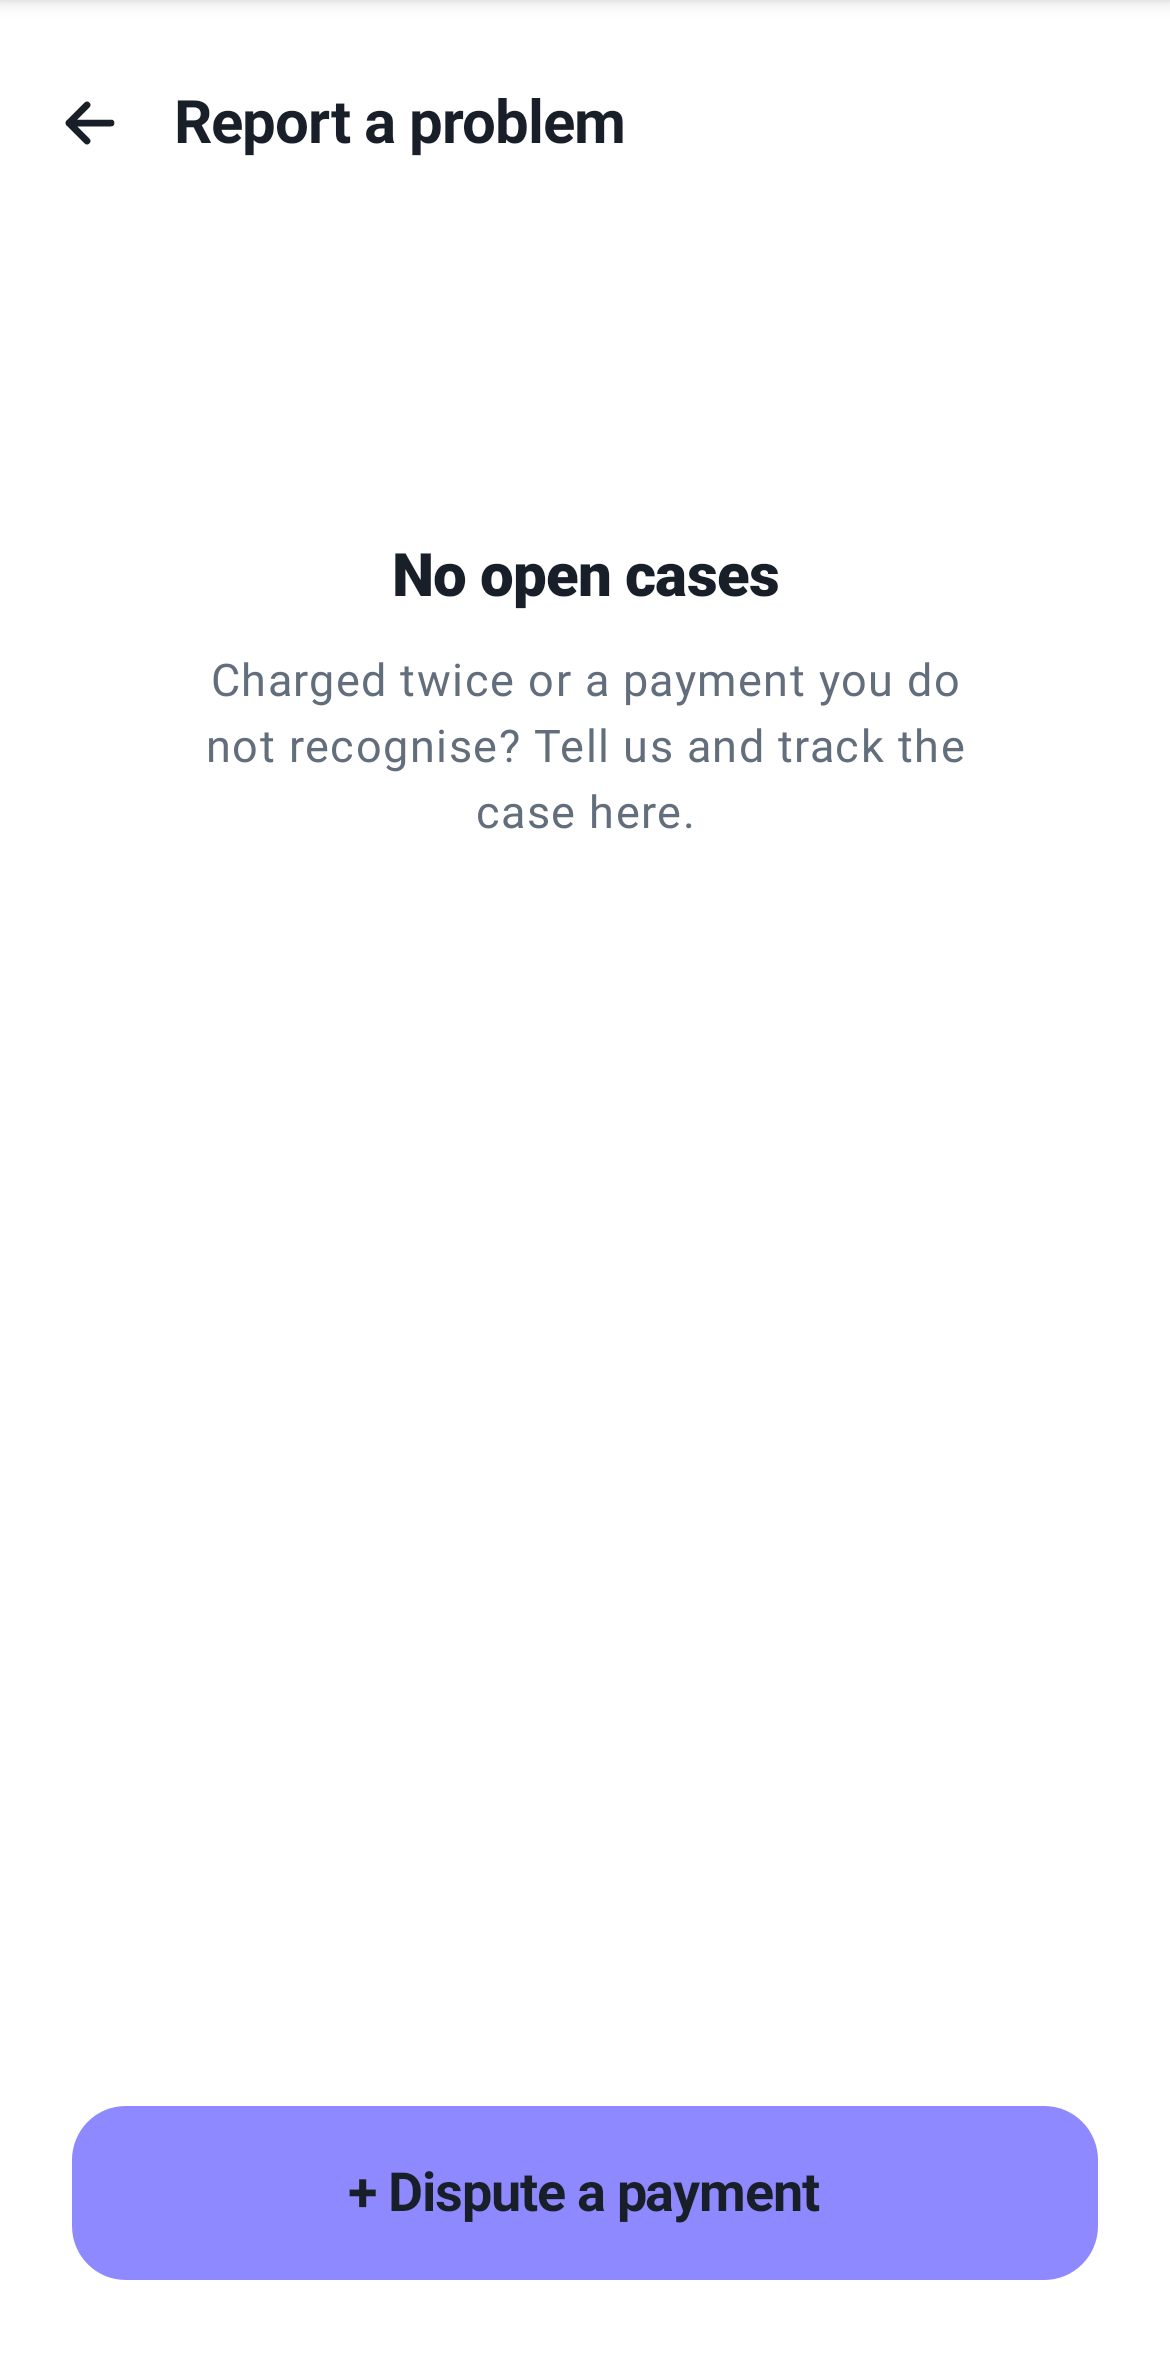 Report a problem
No open cases
Charged twice or a payment you do
not recognise? Tell us and track the
case here.
+ Dispute a payment